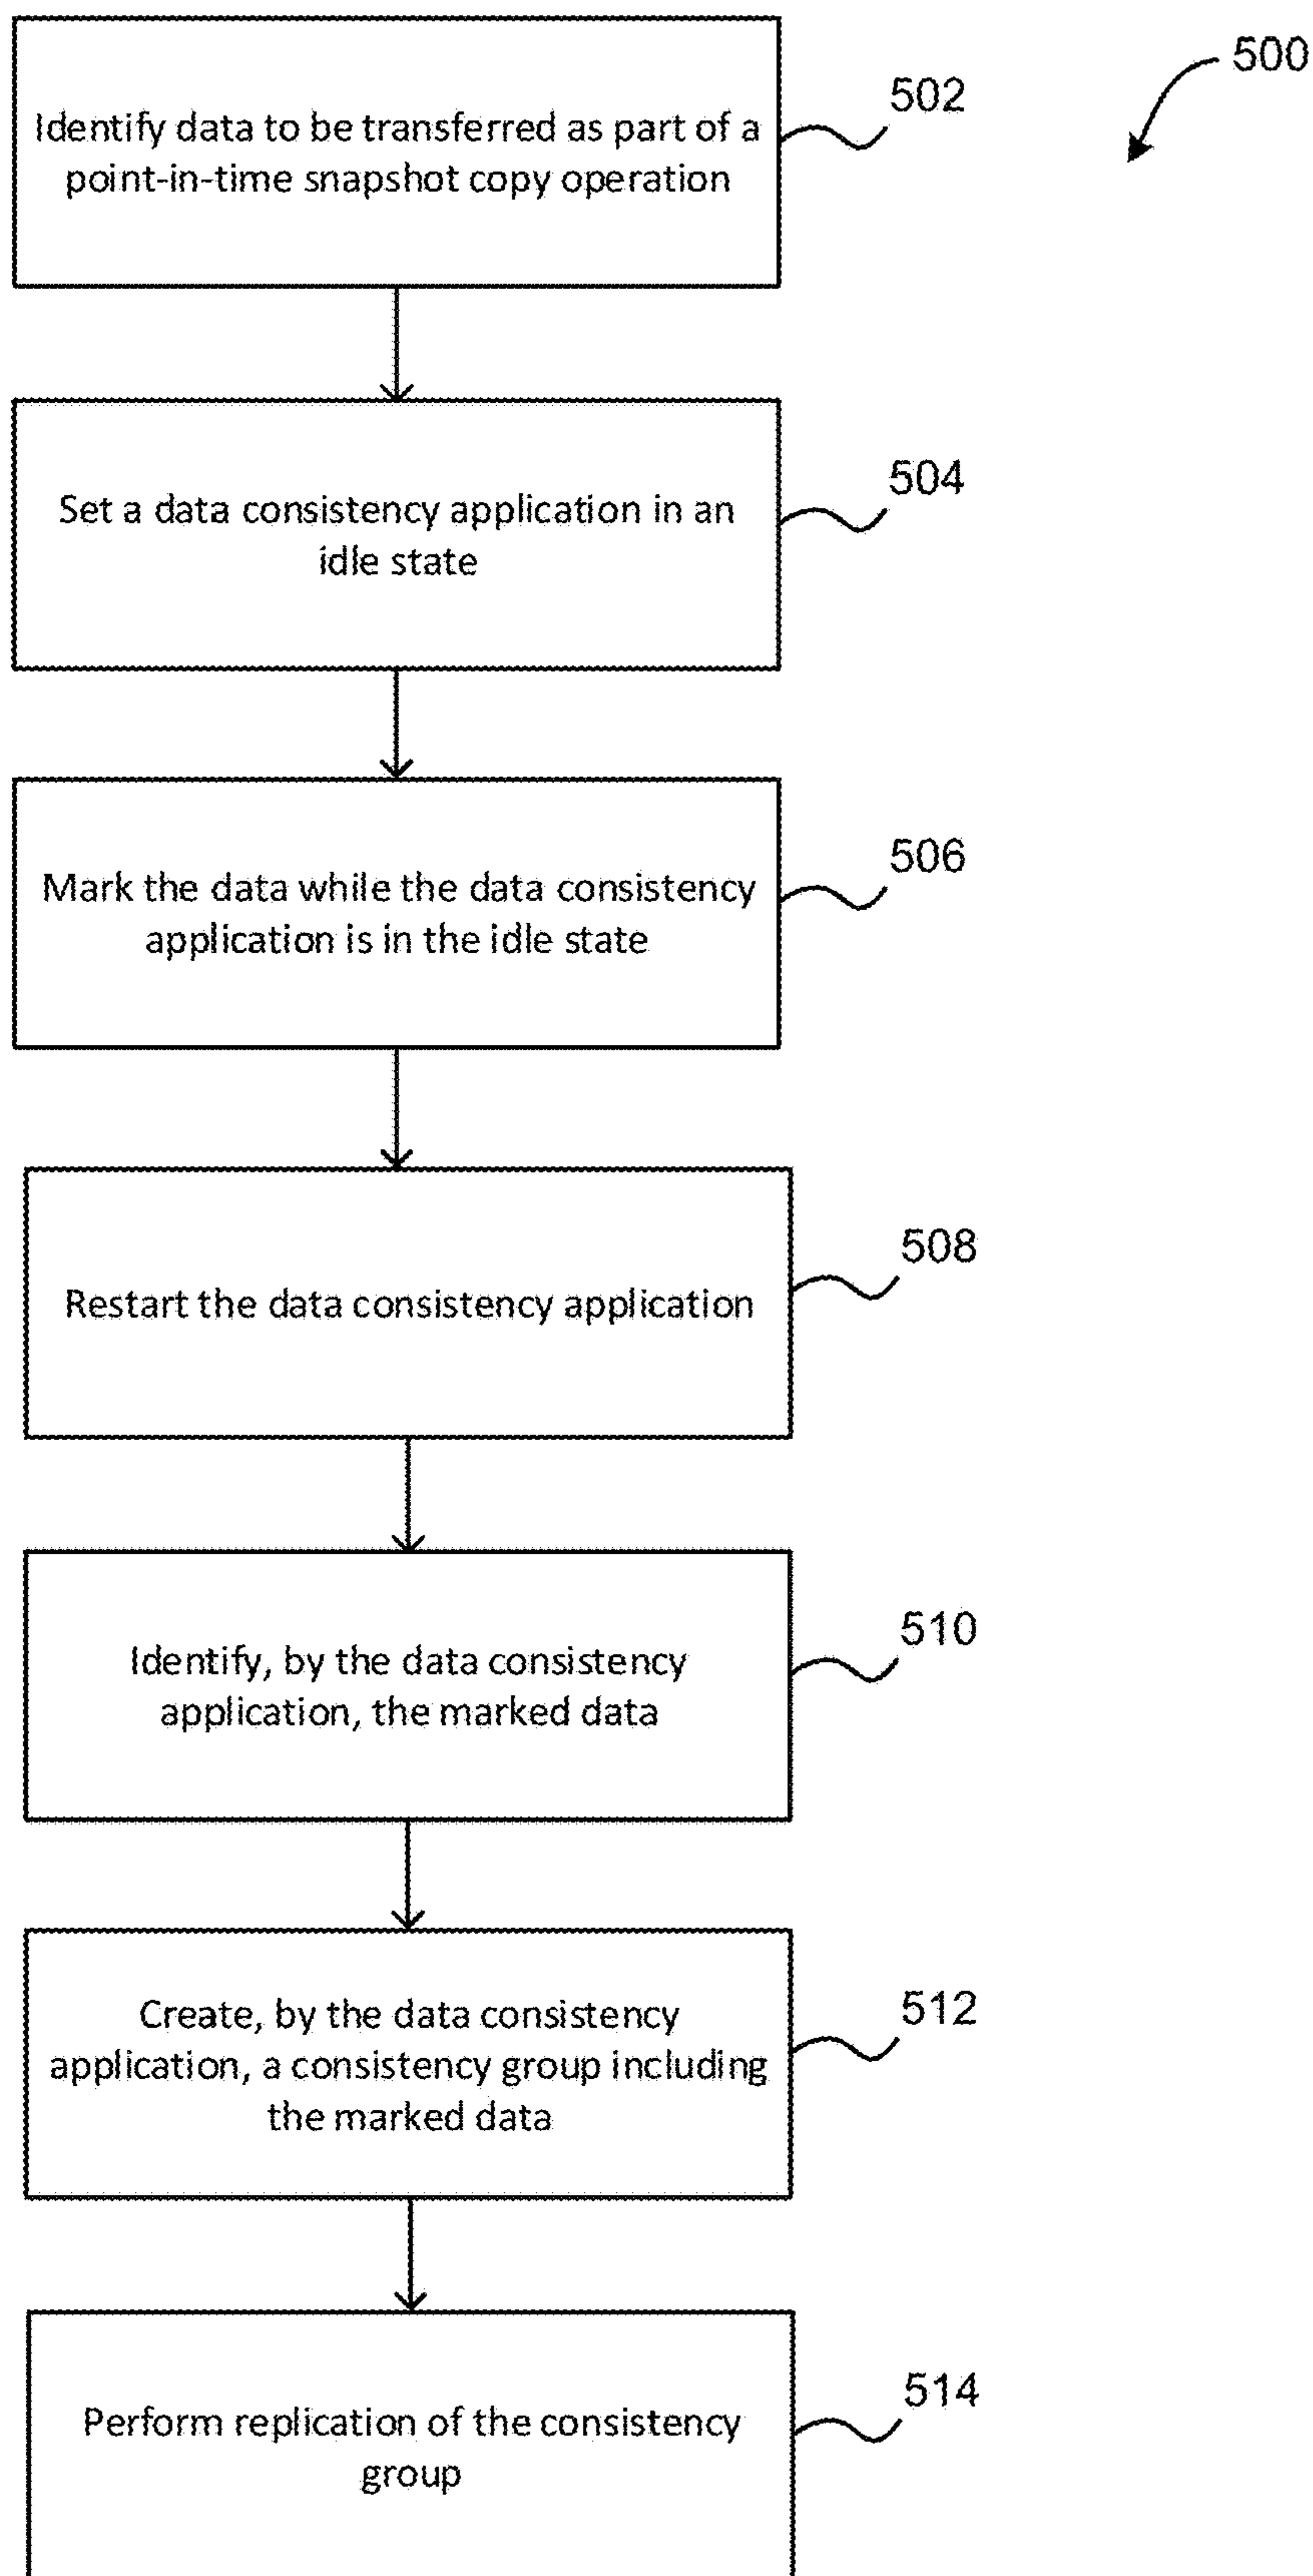 500
502
Identify data to be transferred as part of a
point-in-time snapshot copy operation
504
Set a data consistency application in an
idle state
506
Mark the data while the data consistency
application is in the idle state
508
Restart the data consistency application
510
Identify, by the data consistency
application, the marked data
512
Create, by the data consistency
application, a consistency group including
the marked data
514
Perform replication of the consistency
group